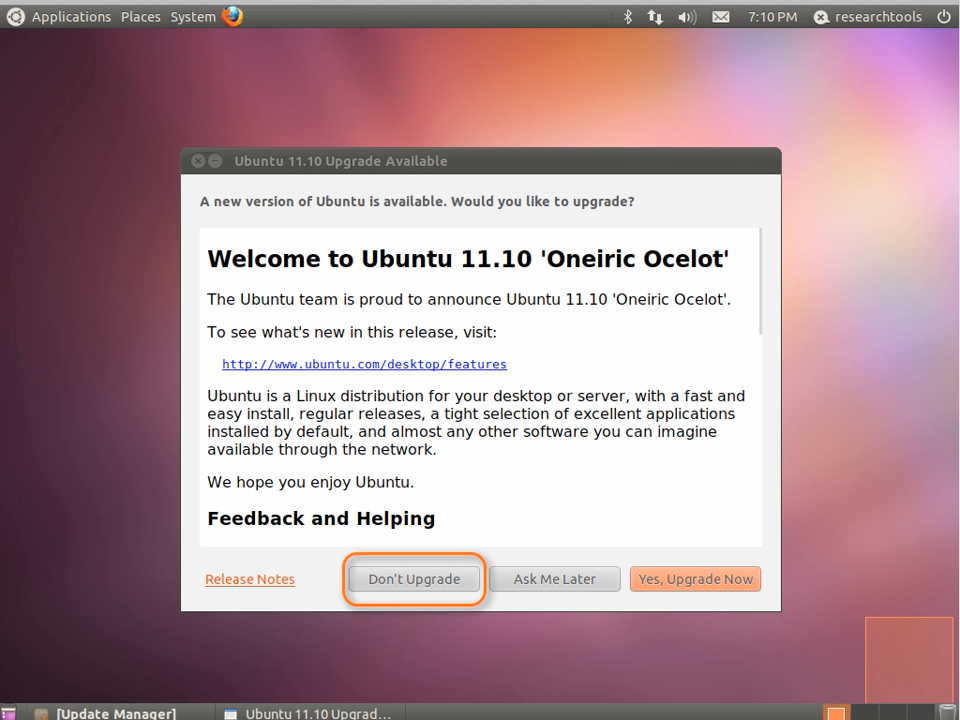 Applications Places System 7:10 PM researchtools
Ubuntu 11.10 Upgrade Available
A new version of Ubuntu is available. Would you like to upgrade?
Welcome to Ubuntu 11.10 'Oneiric Ocelot'
The Ubuntu team is proud to announce Ubuntu 11.10 'Oneiric Ocelot'.
To see what's new in this release, visit:
http://www.ubuntu.com/desktop/features
Ubuntu is a Linux distribution for your desktop or server, with a fast and
easy install, regular releases, a tight selection of excellent applications
installed by default, and almost any other software you can imagine
available through the network.
We hope you enjoy Ubuntu.
Feedback and Helping
Release Notes Don't Upgrade Ask Me Later Yes, Upgrade Now
[Update Manager] Ubuntu 11.10 Upgrad...